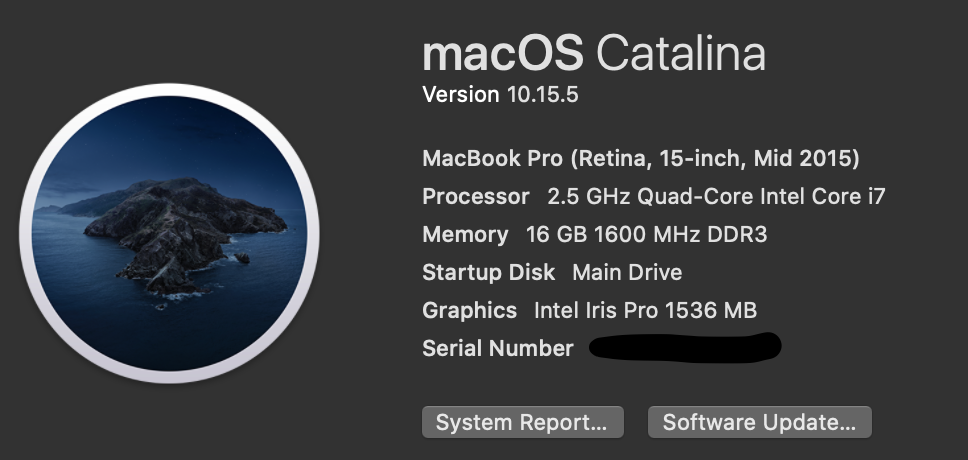 macOS Catalina
Version 10.15.5
MacBook Pro (Retina, 15-inch, Mid 2015)
Processor 2.5 GHz Quad-Core Intel Core i7
Memory 16 GB 1600 MHz DDR3
Startup Disk Main Drive
Graphics Intel Iris Pro 1536 MB
Serial Number
System Report... Software Update...